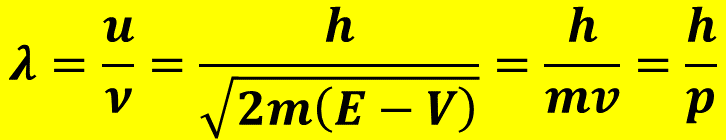 λ = u/ν = h/√(2m(E − V)) = h/mv = h/p